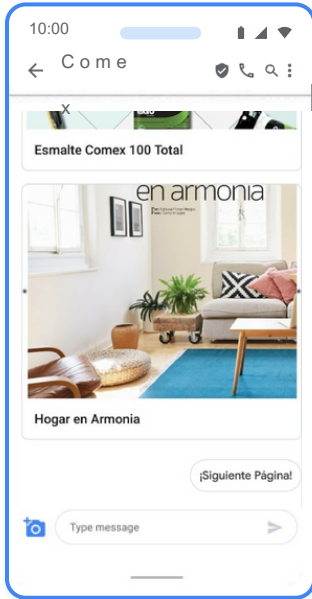 10:00
Come
x
Esmalte Comex 100 Total
en armonia
Hogar en Armonia
¡Siguiente Página!
Type message